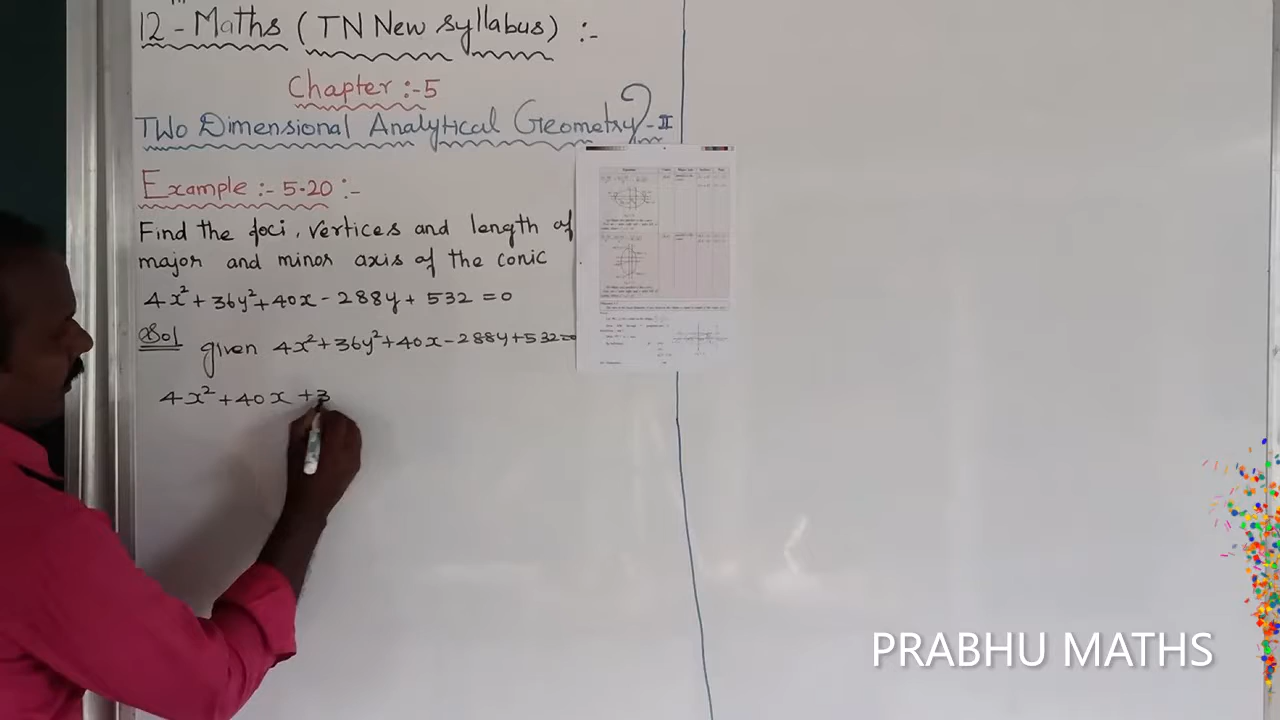 12 - Maths ( TN New syllabus) :-
Chapter :-5
TWo Dimensional Analytical Geometry - II
Example :- 5.20 :-
Find the foci, vertices and length of
major and minor axis of the conic
4x² + 36y² + 40x - 288y + 532 = 0
Sol
given 4x² + 36y² + 40x - 288y + 532 = 0
4x² + 40x + 3
PRABHU MATHS